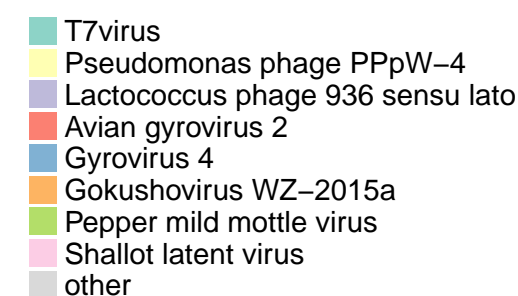 T7virus
Pseudomonas phage PPpW−4
Lactococcus phage 936 sensu lato
Avian gyrovirus 2
Gyrovirus 4
Gokushovirus WZ−2015a
Pepper mild mottle virus
Shallot latent virus
other